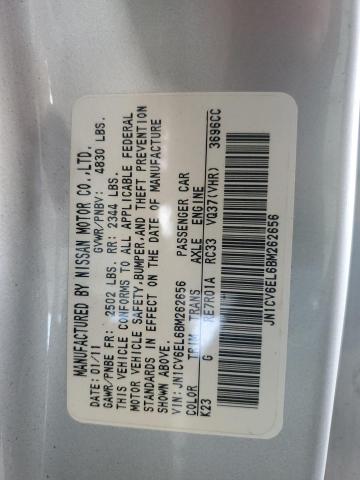 MANUFACTURED BY NISSAN MOTOR CO.,LTD.
DATE: 01/11 GVWR/PNBV: 4830 LBS.
GAWR/PNBE FR: 2502 LBS. RR: 2344 LBS.
THIS VEHICLE CONFORMS TO ALL APPLICABLE FEDERAL
MOTOR VEHICLE SAFETY,BUMPER,AND THEFT PREVENTION
STANDARDS IN EFFECT ON THE DATE OF MANUFACTURE
SHOWN ABOVE.
VIN: JN1CV6EL6BM262656 PASSENGER CAR
COLOR TRIM TRANS AXLE ENGINE
K23 G RE7R01A RC33 VQ37(VHR) 3696CC
JN1CV6EL6BM262656